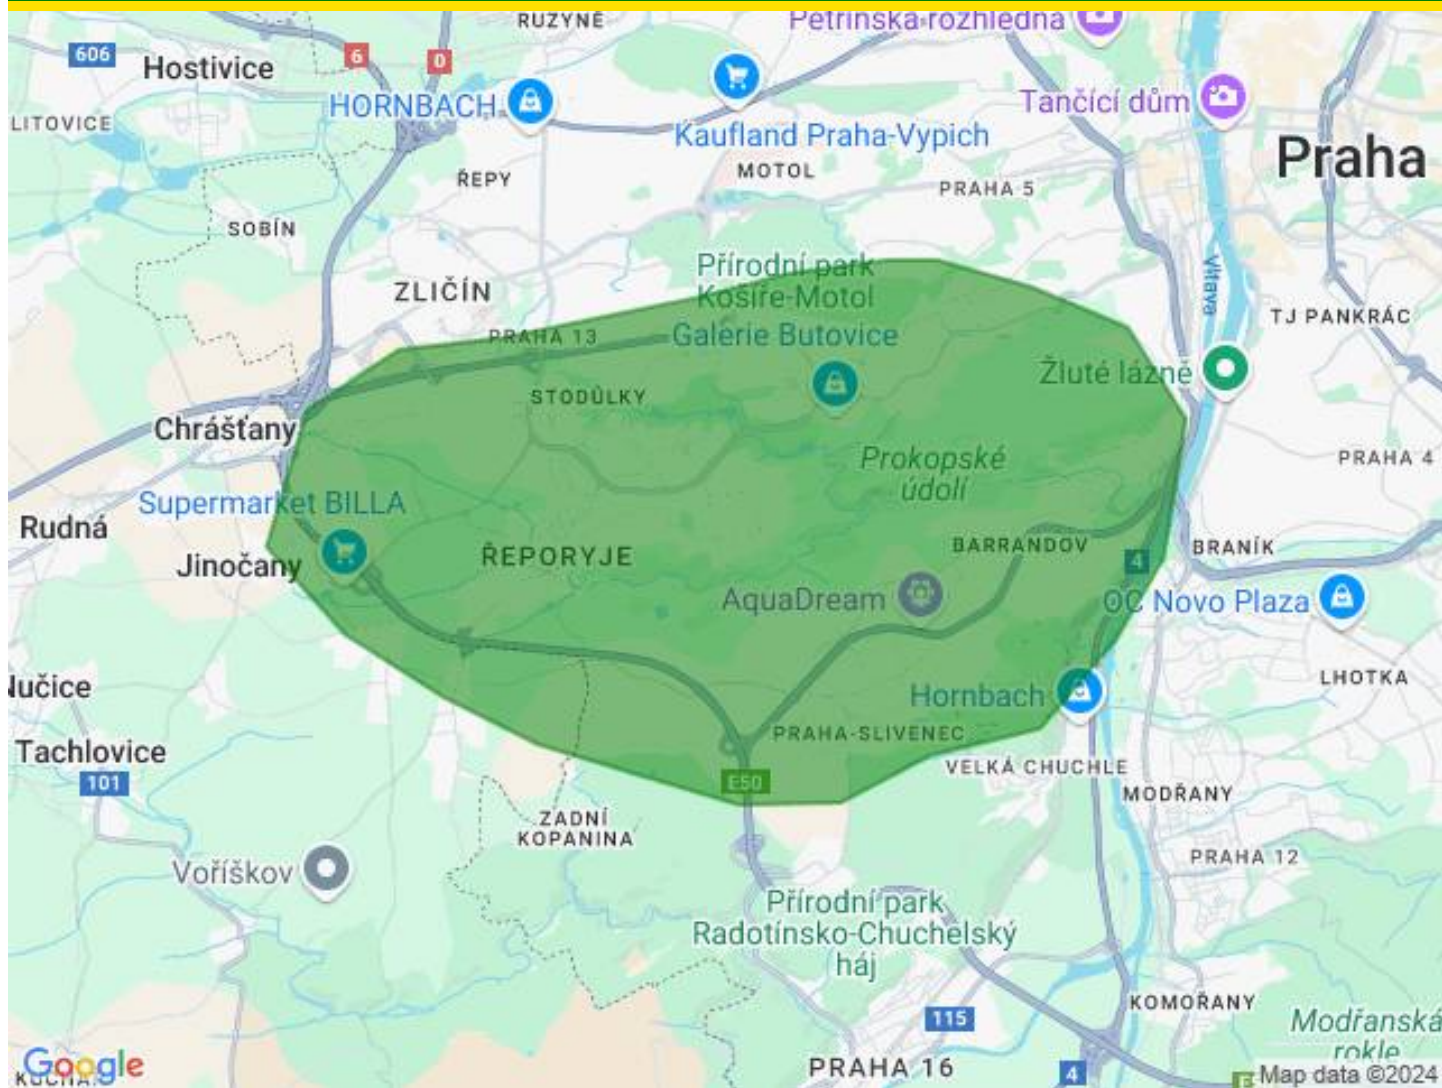 RUZYNĚ
Petřínská rozhledna
606
Hostivice
6
0
HORNBACH
Tančící dům
LITOVICE
Kaufland Praha-Vypich
Praha
MOTOL
ŘEPY
PRAHA 5
SOBÍN
Přírodní park
Košíře-Motol
Vltava
ZLIČÍN
TJ PANKRÁC
PRAHA 13
Galerie Butovice
Žluté lázně
STODŮLKY
Chrášťany
Prokopské
údolí
PRAHA 4
Supermarket BILLA
Rudná
Jinočany
ŘEPORYJE
BARRANDOV
BRANÍK
4
AquaDream
OC Novo Plaza
LHOTKA
Nučice
Hornbach
PRAHA-SLIVENEC
Tachlovice
VELKÁ CHUCHLE
101
E50
MODŘANY
ZADNÍ
KOPANINA
PRAHA 12
Voříškov
Přírodní park
Radotínsko-Chuchelský
háj
KOMOŘANY
115
Modřanská
rokle
Google
PRAHA 16
4
Map data ©2024